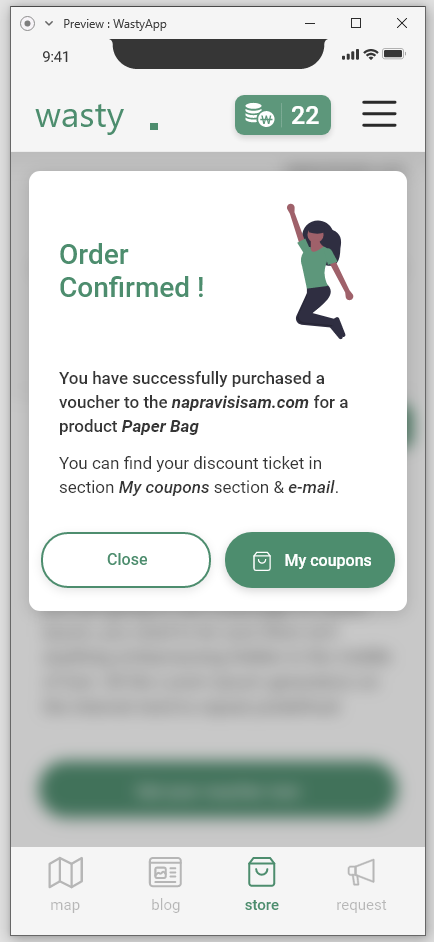 Preview : WastyApp
9:41
wasty .
22
Order
Confirmed !
You have successfully purchased a
voucher to the napravisisam.com for a
product Paper Bag
You can find your discount ticket in
section My coupons section & e-mail.
Close
My coupons
map
blog
store
request